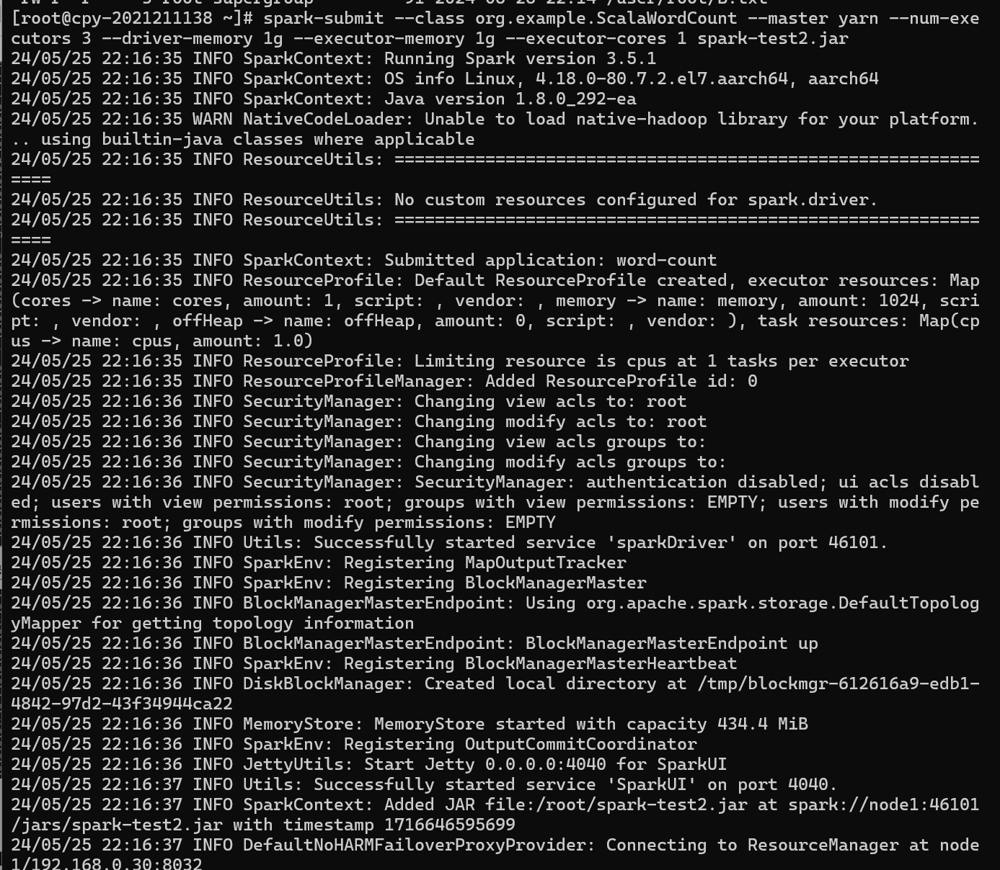 [root@cpy-2021211138 ~]# spark-submit --class org.example.ScalaWordCount --master yarn --num-exe
cutors 3 --driver-memory 1g --executor-memory 1g --executor-cores 1 spark-test2.jar
24/05/25 22:16:35 INFO SparkContext: Running Spark version 3.5.1
24/05/25 22:16:35 INFO SparkContext: OS info Linux, 4.18.0-80.7.2.el7.aarch64, aarch64
24/05/25 22:16:35 INFO SparkContext: Java version 1.8.0_292-ea
24/05/25 22:16:35 WARN NativeCodeLoader: Unable to load native-hadoop library for your platform.
.. using builtin-java classes where applicable
24/05/25 22:16:35 INFO ResourceUtils: ==========================================================
====
24/05/25 22:16:35 INFO ResourceUtils: No custom resources configured for spark.driver.
24/05/25 22:16:35 INFO ResourceUtils: ==========================================================
====
24/05/25 22:16:35 INFO SparkContext: Submitted application: word-count
24/05/25 22:16:35 INFO ResourceProfile: Default ResourceProfile created, executor resources: Map
(cores -> name: cores, amount: 1, script: , vendor: , memory -> name: memory, amount: 1024, scri
pt: , vendor: , offHeap -> name: offHeap, amount: 0, script: , vendor: ), task resources: Map(cp
us -> name: cpus, amount: 1.0)
24/05/25 22:16:35 INFO ResourceProfile: Limiting resource is cpus at 1 tasks per executor
24/05/25 22:16:35 INFO ResourceProfileManager: Added ResourceProfile id: 0
24/05/25 22:16:36 INFO SecurityManager: Changing view acls to: root
24/05/25 22:16:36 INFO SecurityManager: Changing modify acls to: root
24/05/25 22:16:36 INFO SecurityManager: Changing view acls groups to:
24/05/25 22:16:36 INFO SecurityManager: Changing modify acls groups to:
24/05/25 22:16:36 INFO SecurityManager: SecurityManager: authentication disabled; ui acls disabl
ed; users with view permissions: root; groups with view permissions: EMPTY; users with modify pe
rmissions: root; groups with modify permissions: EMPTY
24/05/25 22:16:36 INFO Utils: Successfully started service 'sparkDriver' on port 46101.
24/05/25 22:16:36 INFO SparkEnv: Registering MapOutputTracker
24/05/25 22:16:36 INFO SparkEnv: Registering BlockManagerMaster
24/05/25 22:16:36 INFO BlockManagerMasterEndpoint: Using org.apache.spark.storage.DefaultTopolog
yMapper for getting topology information
24/05/25 22:16:36 INFO BlockManagerMasterEndpoint: BlockManagerMasterEndpoint up
24/05/25 22:16:36 INFO SparkEnv: Registering BlockManagerMasterHeartbeat
24/05/25 22:16:36 INFO DiskBlockManager: Created local directory at /tmp/blockmgr-612616a9-edb1-
4842-97d2-43f34944ca22
24/05/25 22:16:36 INFO MemoryStore: MemoryStore started with capacity 434.4 MiB
24/05/25 22:16:36 INFO SparkEnv: Registering OutputCommitCoordinator
24/05/25 22:16:36 INFO JettyUtils: Start Jetty 0.0.0.0:4040 for SparkUI
24/05/25 22:16:37 INFO Utils: Successfully started service 'SparkUI' on port 4040.
24/05/25 22:16:37 INFO SparkContext: Added JAR file:/root/spark-test2.jar at spark://node1:46101
/jars/spark-test2.jar with timestamp 1716646595699
24/05/25 22:16:37 INFO DefaultNoHARMFailoverProxyProvider: Connecting to ResourceManager at node
1/192.168.0.30:8032